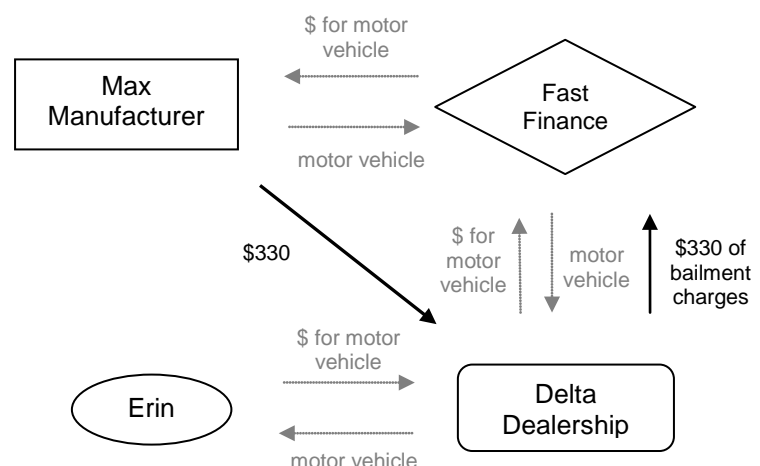 $ for motor
vehicle
Max
Manufacturer
Fast
Finance
motor vehicle
$330
$ for
motor
vehicle
motor
vehicle
$330 of
bailment
charges
$ for motor
vehicle
Erin
Delta
Dealership
motor vehicle